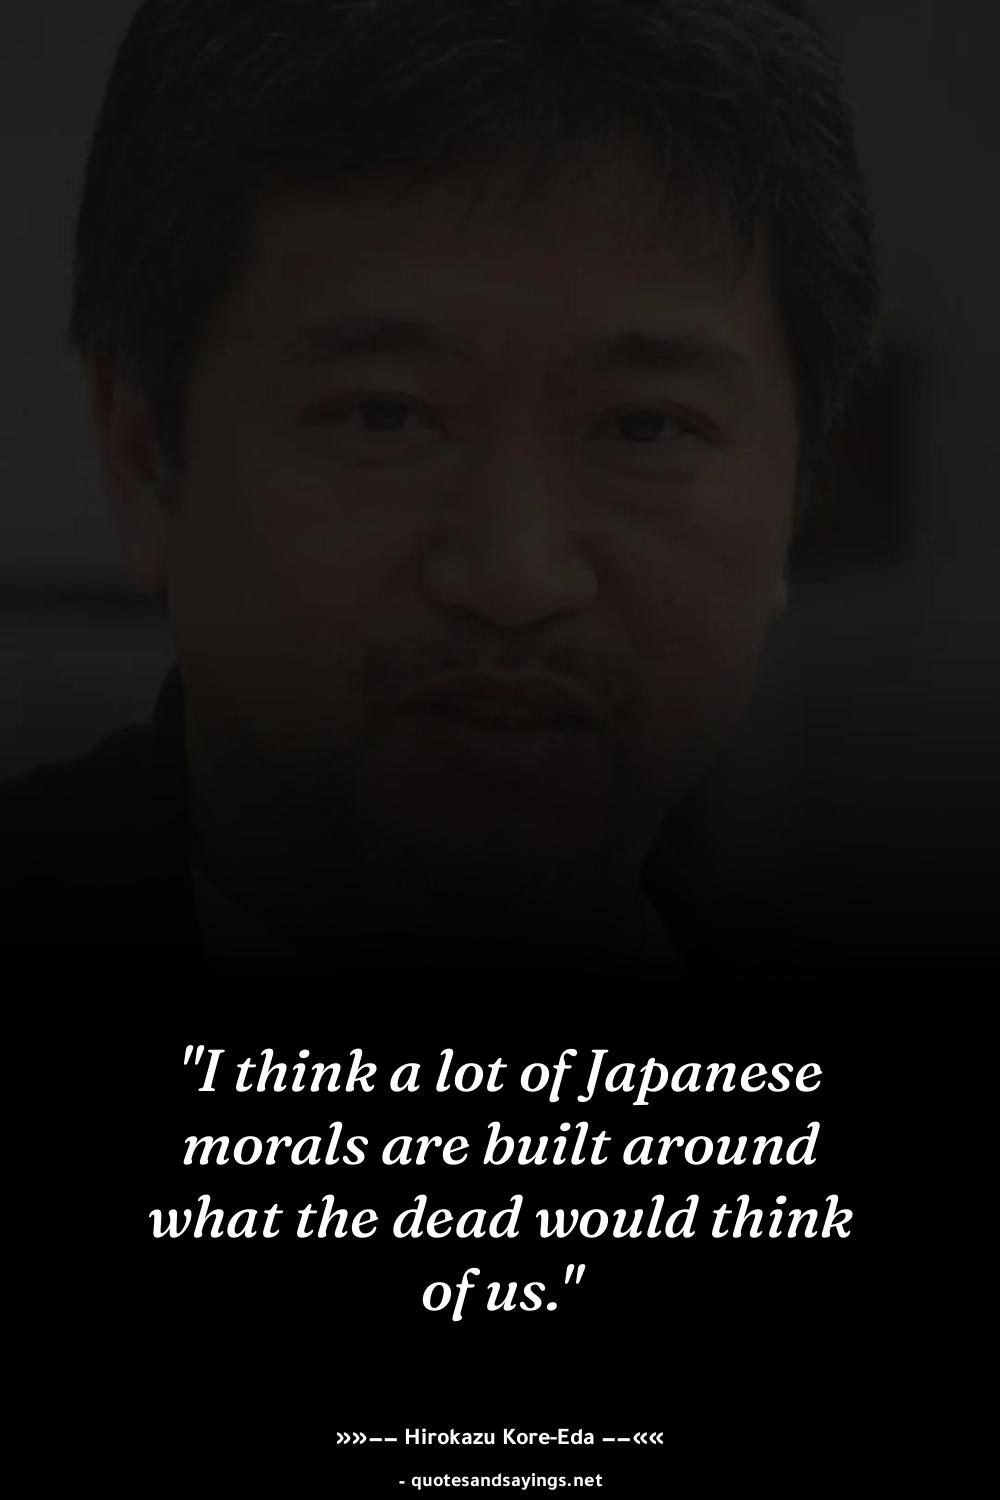 "I think a lot of Japanese
morals are built around
what the dead would think
of us."
»»−− Hirokazu Kore-Eda −−««
- quotesandsayings.net